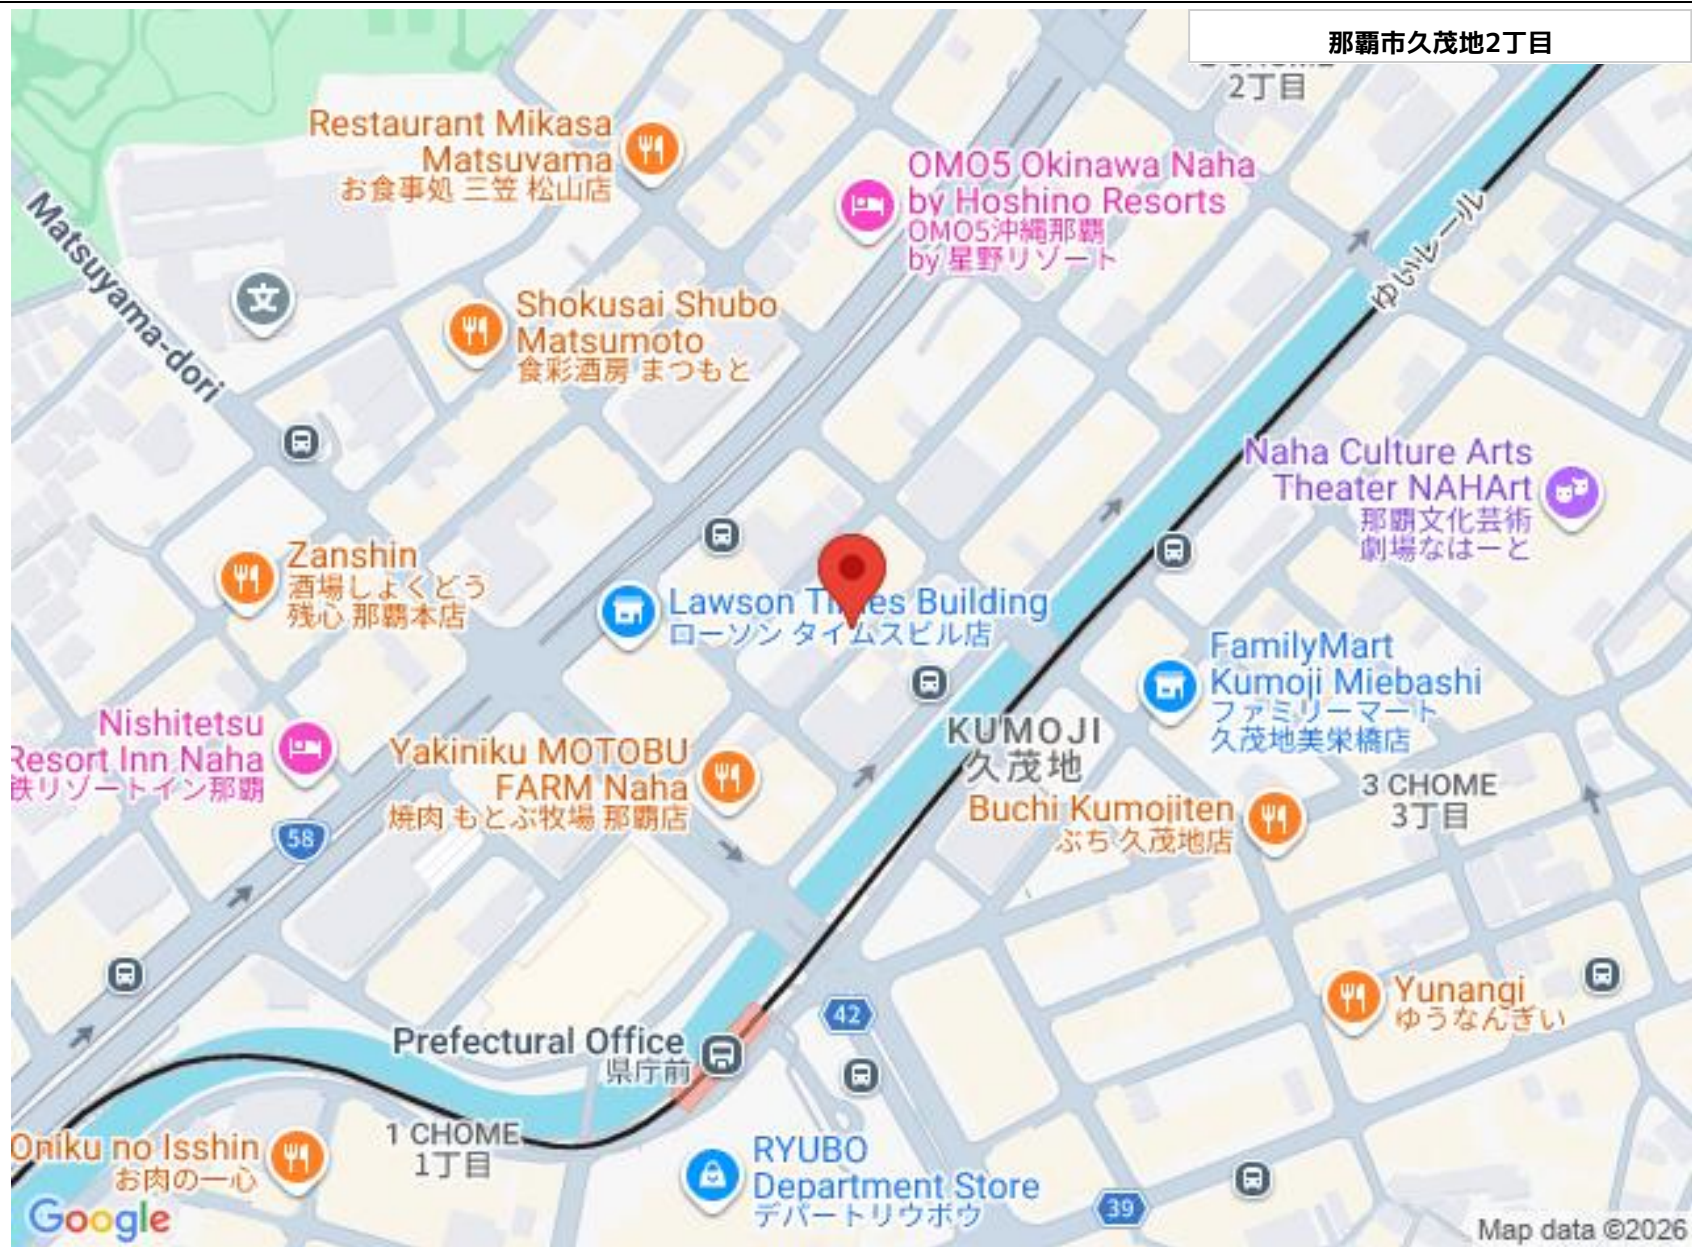 那覇市久茂地2丁目
2丁目
Restaurant Mikasa
Matsuyama
お食事処 三笠 松山店
OMO5 Okinawa Naha
by Hoshino Resorts
OMO5沖縄那覇
by 星野リゾート
Matsuyama-dori
ゆいレール
Shokusai Shubo
Matsumoto
食彩酒房 まつもと
Naha Culture Arts
Theater NAHArt
那覇文化芸術
劇場なはーと
Zanshin
酒場しょくどう
残心 那覇本店
Lawson Times Building
ローソン タイムスビル店
FamilyMart
Kumoji Miebashi
ファミリーマート
久茂地美栄橋店
Nishitetsu
Resort Inn Naha
鉄リゾートイン那覇
Yakiniku MOTOBU
FARM Naha
焼肉 もとぶ牧場 那覇店
KUMOJI
久茂地
3 CHOME
3丁目
Buchi Kumojiten
ぶち 久茂地店
58
Yunangi
ゆうなんぎい
42
Prefectural Office
県庁前
1 CHOME
1丁目
Oniku no Isshin
お肉の一心
RYUBO
Department Store
デパートリウボウ
39
Google
Map data ©2026